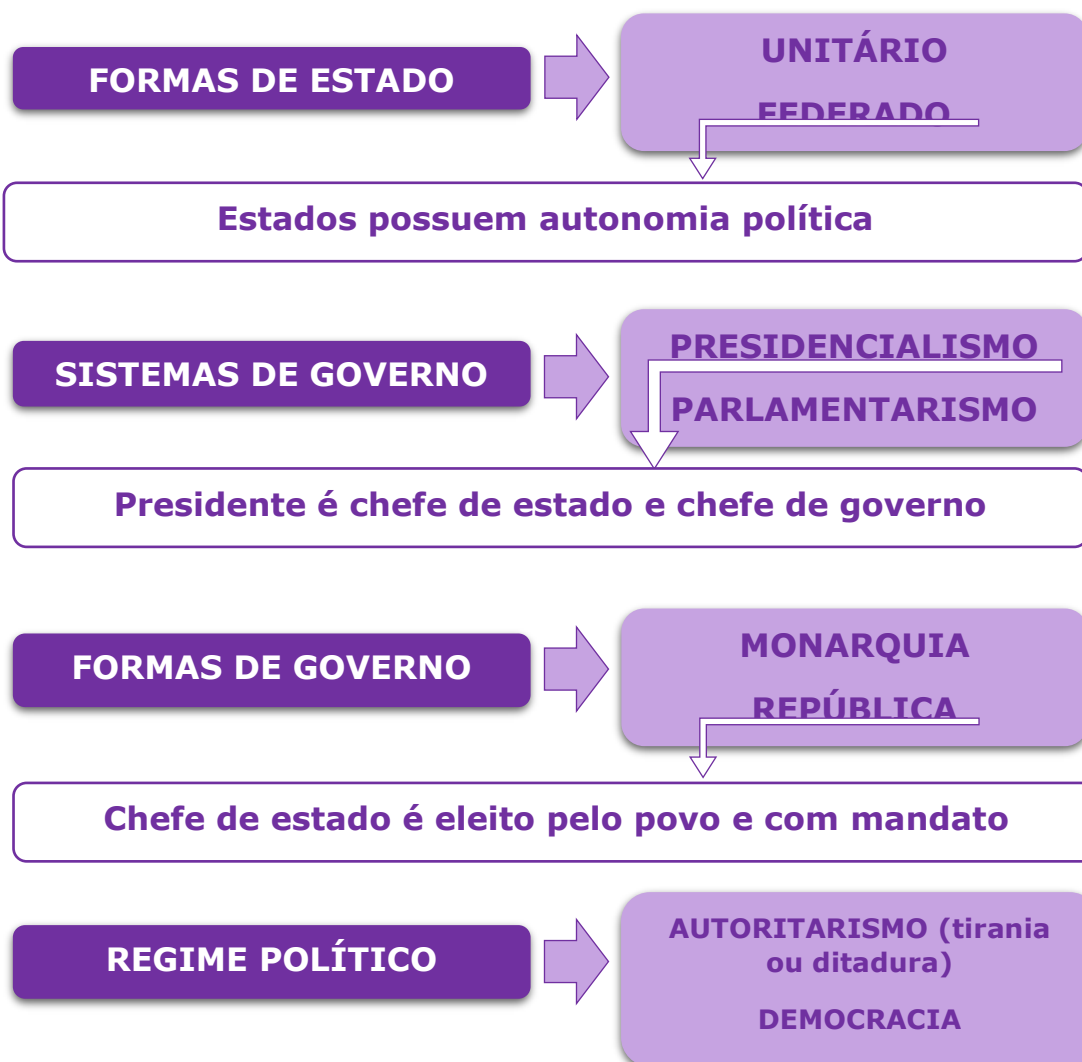 FORMAS DE ESTADO
UNITÁRIO
FEDERADO
Estados possuem autonomia política
SISTEMAS DE GOVERNO
PRESIDENCIALISMO
PARLAMENTARISMO
Presidente é chefe de estado e chefe de governo
FORMAS DE GOVERNO
MONARQUIA
REPÚBLICA
Chefe de estado é eleito pelo povo e com mandato
REGIME POLÍTICO
AUTORITARISMO (tirania
ou ditadura)
DEMOCRACIA